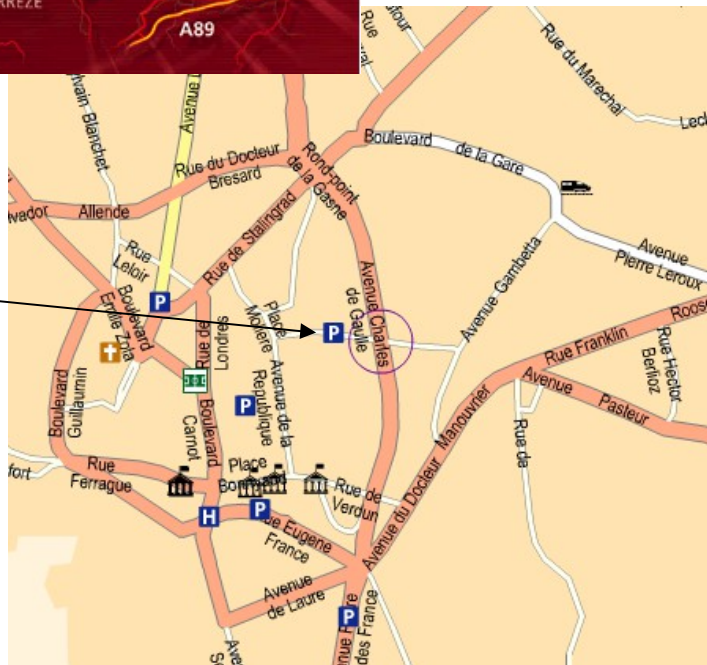 A89
Rue
Rue du Marechal
Avenue
Boulevard
de la Gare
Rue du Docteur
Bresard
Rond-point
de la Gasne
Allende
Rue
Leloir
Rue de Stalingrad
Avenue
Pierre Leroux
Avenue Gambetta
Avenue Charles
de Gaulle
Place
Moliere
P
P
Boulevard
Emile Zola
Rue de
Londres
Rue Franklin
Rue Hector
Berlioz
Avenue
Pasteur
Boulevard
Guillaumin
P
Avenue de la
Republique
Boulevard
Carnot
Avenue du Docteur Manouvrier
Rue de
Rue
Ferrague
Place
Rue de
Verdun
H
P
Rue Eugene
France
Avenue
de Laure
P
des France